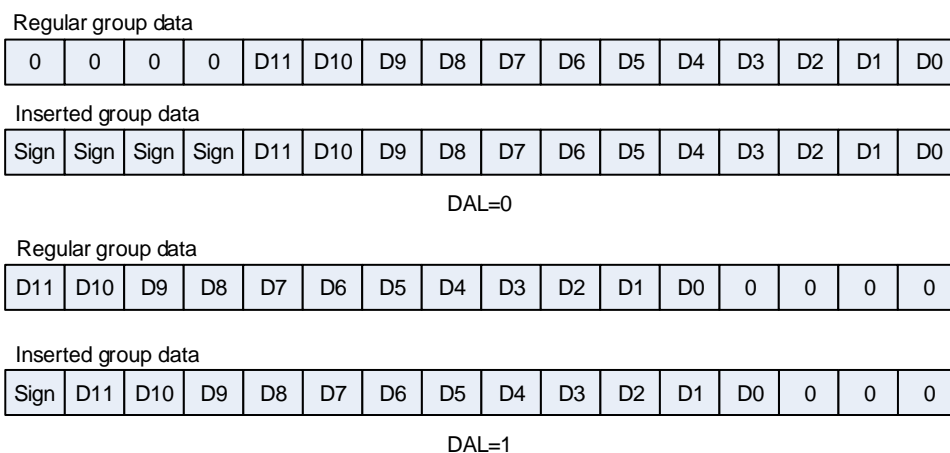 Regular group data
0 0 0 0 D11 D10 D9 D8 D7 D6 D5 D4 D3 D2 D1 D0
Inserted group data
Sign Sign Sign Sign D11 D10 D9 D8 D7 D6 D5 D4 D3 D2 D1 D0
DAL=0
Regular group data
D11 D10 D9 D8 D7 D6 D5 D4 D3 D2 D1 D0 0 0 0 0
Inserted group data
Sign D11 D10 D9 D8 D7 D6 D5 D4 D3 D2 D1 D0 0 0 0
DAL=1